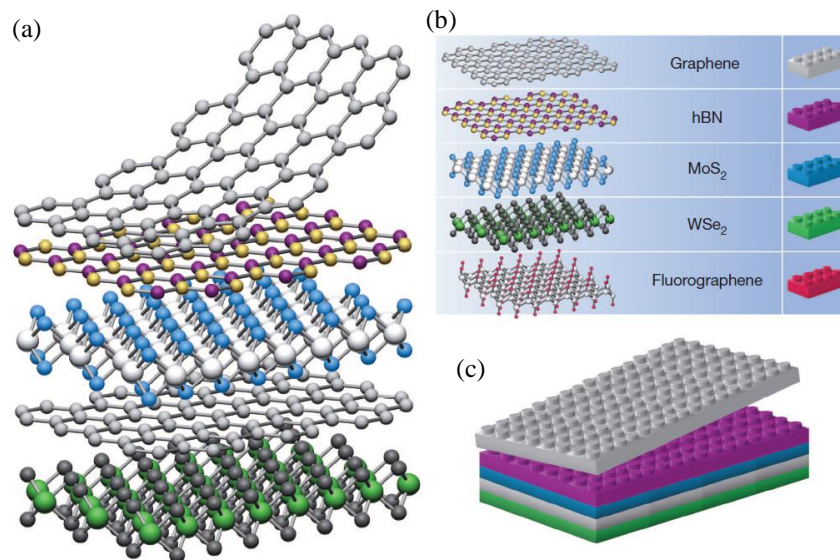 (a)
(b)
Graphene
hBN
MoS₂
WSe₂
Fluorographene
(c)